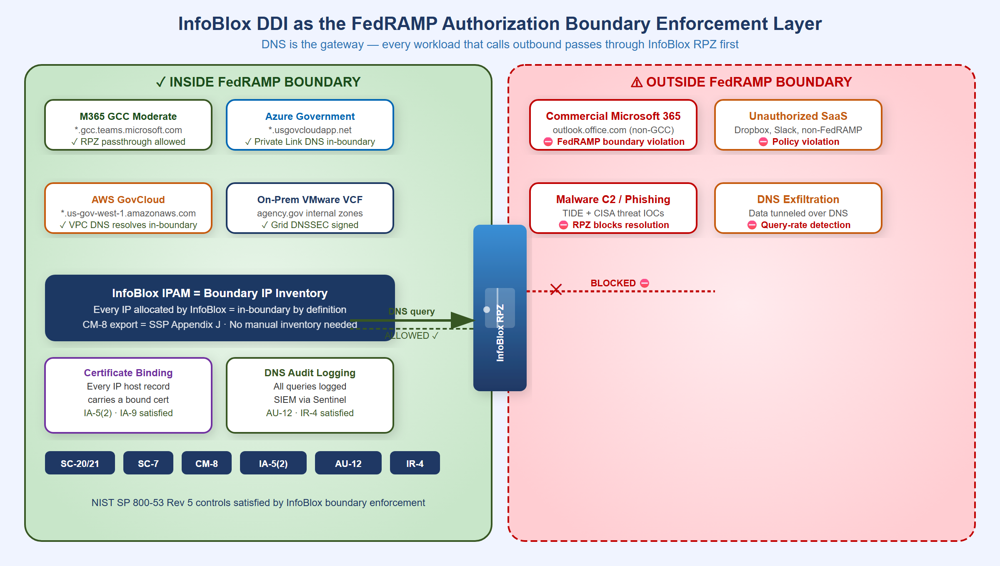 InfoBlox DDI as the FedRAMP Authorization Boundary Enforcement Layer
DNS is the gateway — every workload that calls outbound passes through InfoBlox RPZ first
✓ INSIDE FedRAMP BOUNDARY
M365 GCC Moderate
*.gcc.teams.microsoft.com
✓ RPZ passthrough allowed
Azure Government
*.usgovcloudapp.net
✓ Private Link DNS in-boundary
AWS GovCloud
*.us-gov-west-1.amazonaws.com
✓ VPC DNS resolves in-boundary
On-Prem VMware VCF
agency.gov internal zones
✓ Grid DNSSEC signed
InfoBlox IPAM = Boundary IP Inventory
Every IP allocated by InfoBlox = in-boundary by definition
CM-8 export = SSP Appendix J · No manual inventory needed
DNS query
ALLOWED ✓
InfoBlox RPZ
Certificate Binding
Every IP host record
carries a bound cert
IA-5(2) · IA-9 satisfied
DNS Audit Logging
All queries logged
SIEM via Sentinel
AU-12 · IR-4 satisfied
SC-20/21
SC-7
CM-8
IA-5(2)
AU-12
IR-4
NIST SP 800-53 Rev 5 controls satisfied by InfoBlox boundary enforcement
⚠ OUTSIDE FedRAMP BOUNDARY
Commercial Microsoft 365
outlook.office.com (non-GCC)
⛔ FedRAMP boundary violation
Unauthorized SaaS
Dropbox, Slack, non-FedRAMP
⛔ Policy violation
Malware C2 / Phishing
TIDE + CISA threat IOCs
⛔ RPZ blocks resolution
DNS Exfiltration
Data tunneled over DNS
⛔ Query-rate detection
BLOCKED ⛔